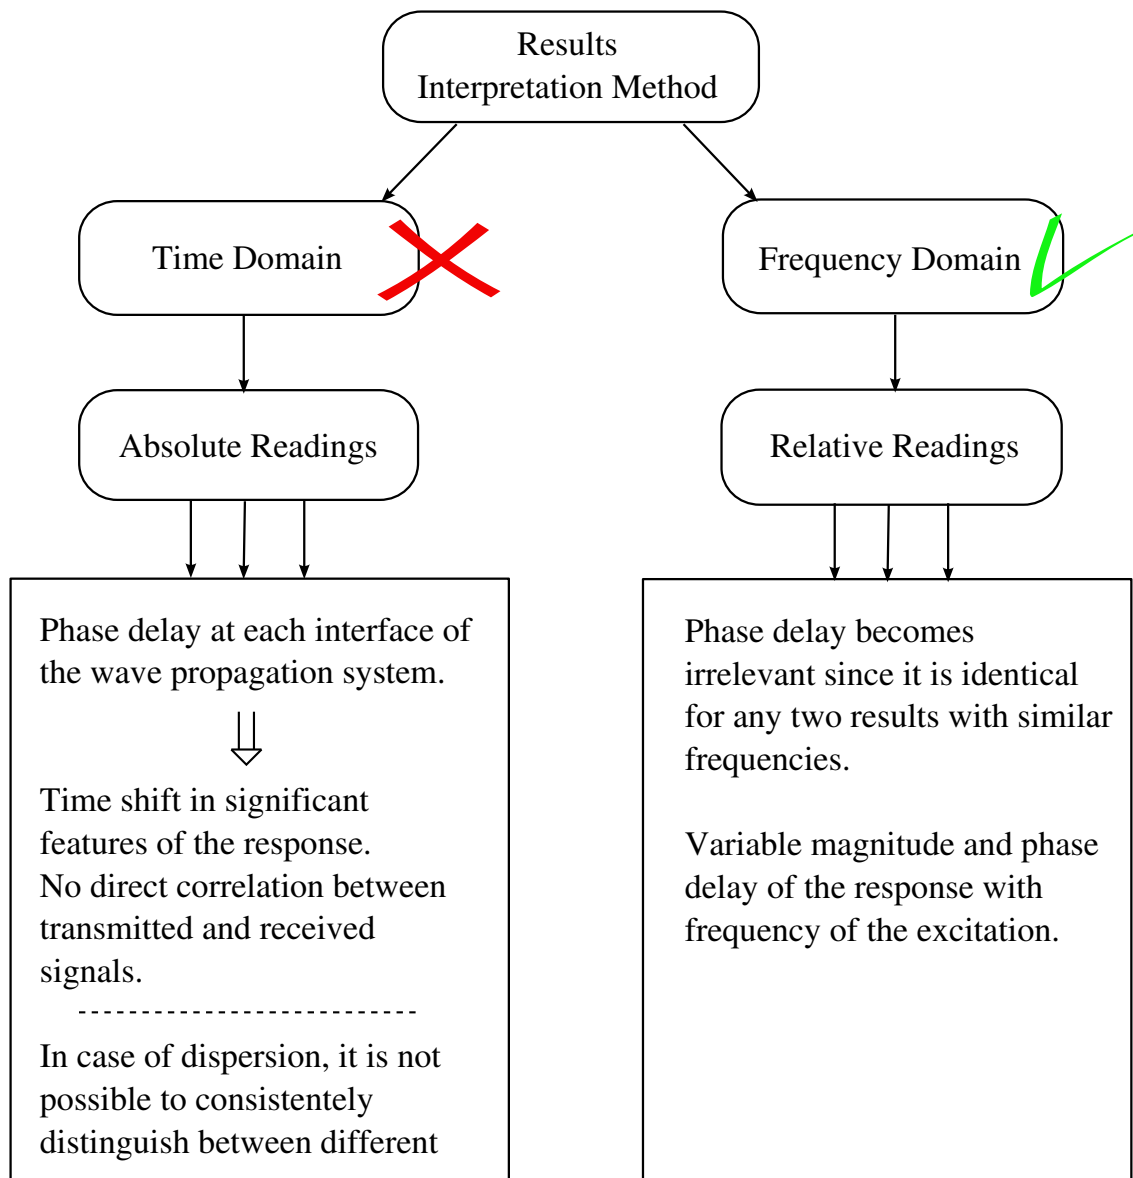 Results
Interpretation Method
Time Domain
Frequency Domain
Absolute Readings
Relative Readings
Phase delay at each interface of
the wave propagation system.
Time shift in significant
features of the response.
No direct correlation between
transmitted and received
signals.
In case of dispersion, it is not
possible to consistentely
distinguish between different
Phase delay becomes
irrelevant since it is identical
for any two results with similar
frequencies.
Variable magnitude and phase
delay of the response with
frequency of the excitation.